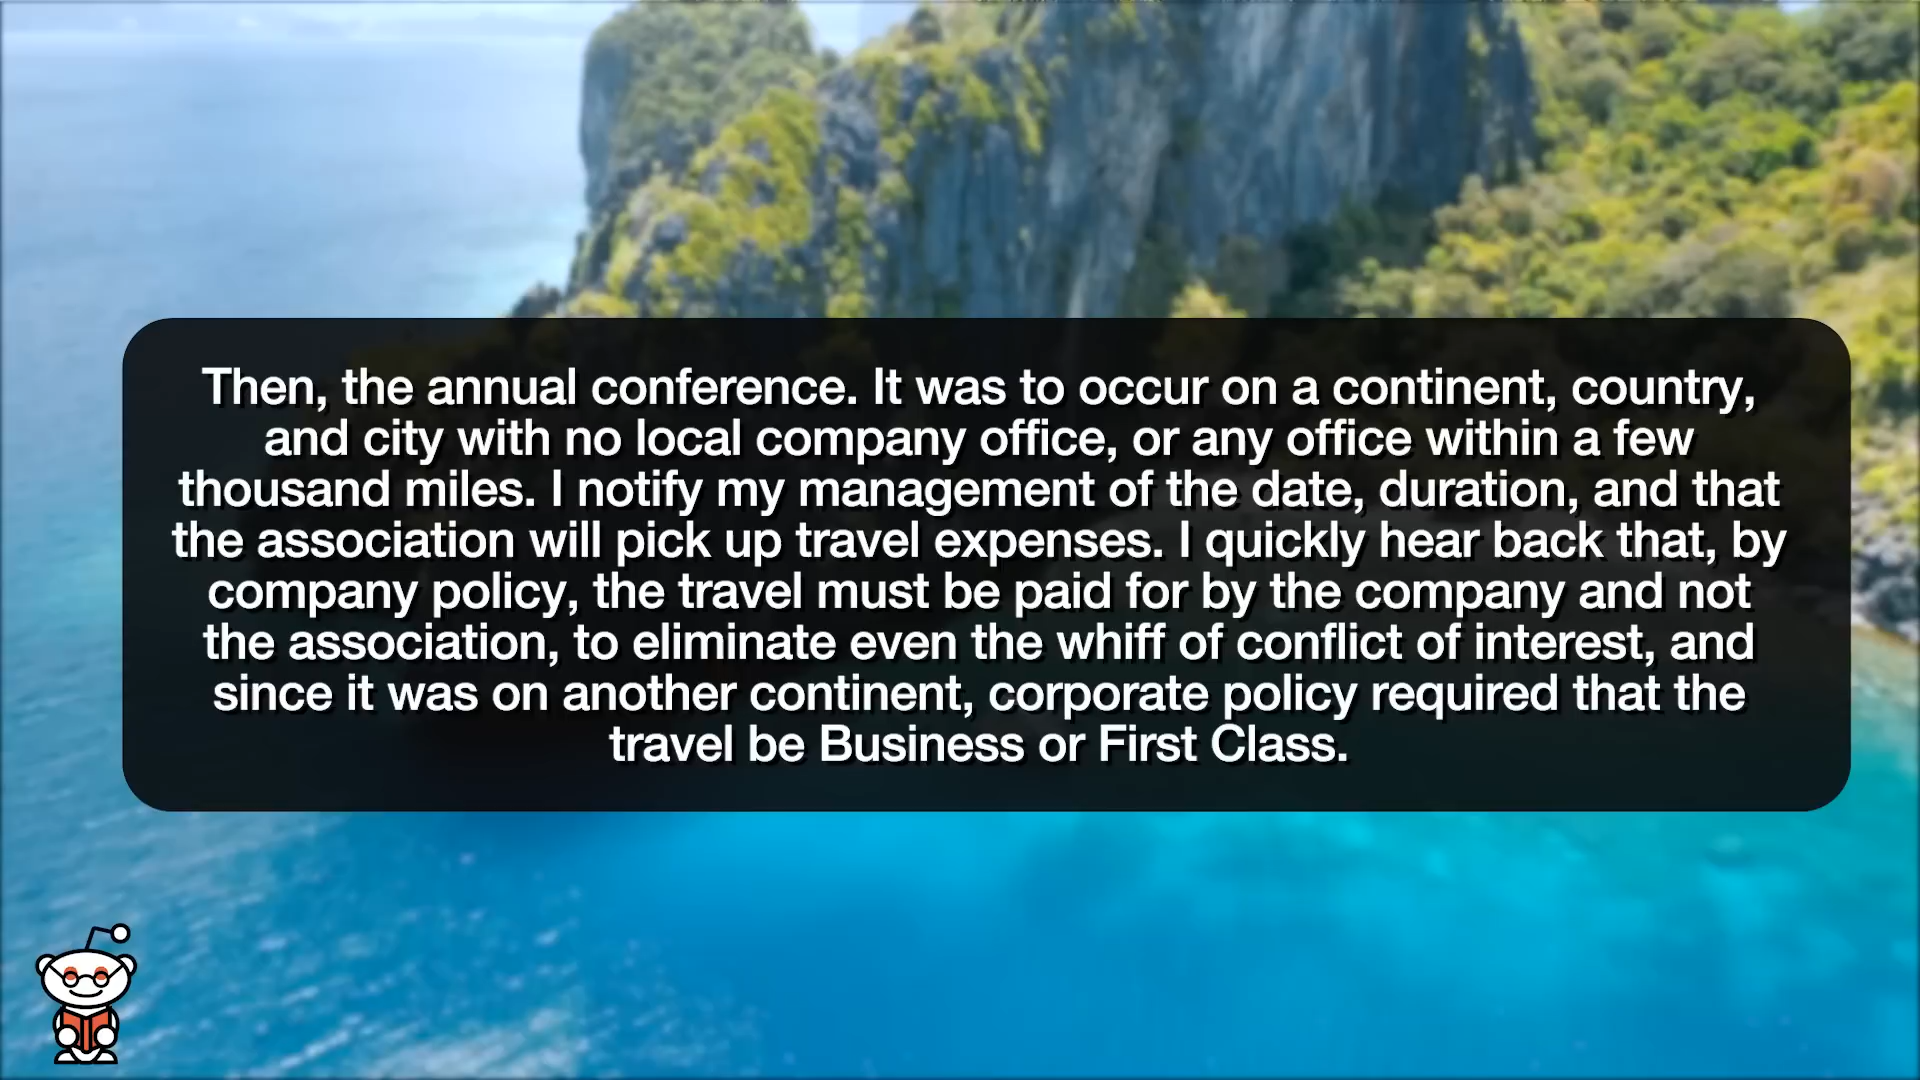 Then, the annual conference. It was to occur on a continent, country,
and city with no local company office, or any office within a few
thousand miles. I notify my management of the date, duration, and that
the association will pick up travel expenses. I quickly hear back that, by
company policy, the travel must be paid for by the company and not
the association, to eliminate even the whiff of conflict of interest, and
since it was on another continent, corporate policy required that the
travel be Business or First Class.